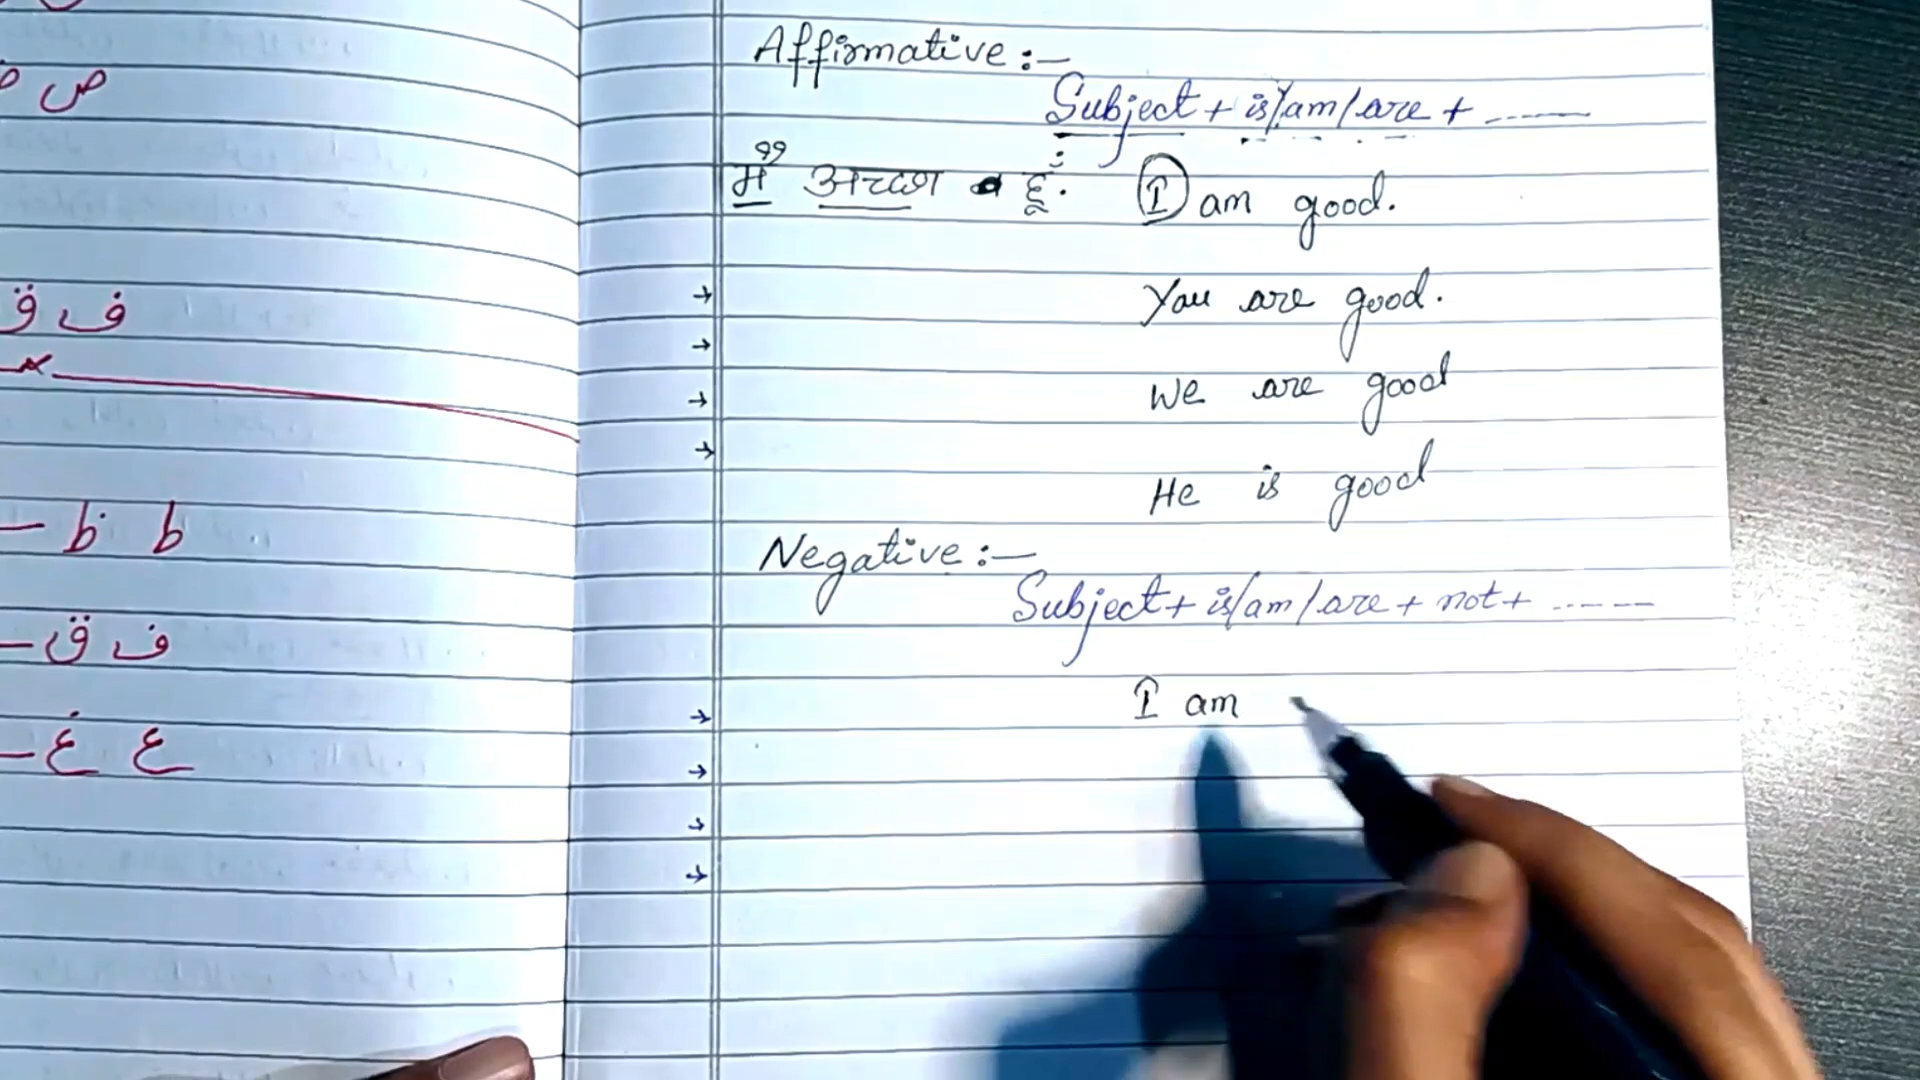 ص
ق ف
ظ ط
ق ف
غ ع
Affirmative :-
Subject + is/am/are + ------
मैं अच्छा हूँ. I am good.
→ You are good.
→
→ We are good
→ He is good
Negative :-
Subject + is/am/are + not + ------
→ I am
→
→
→